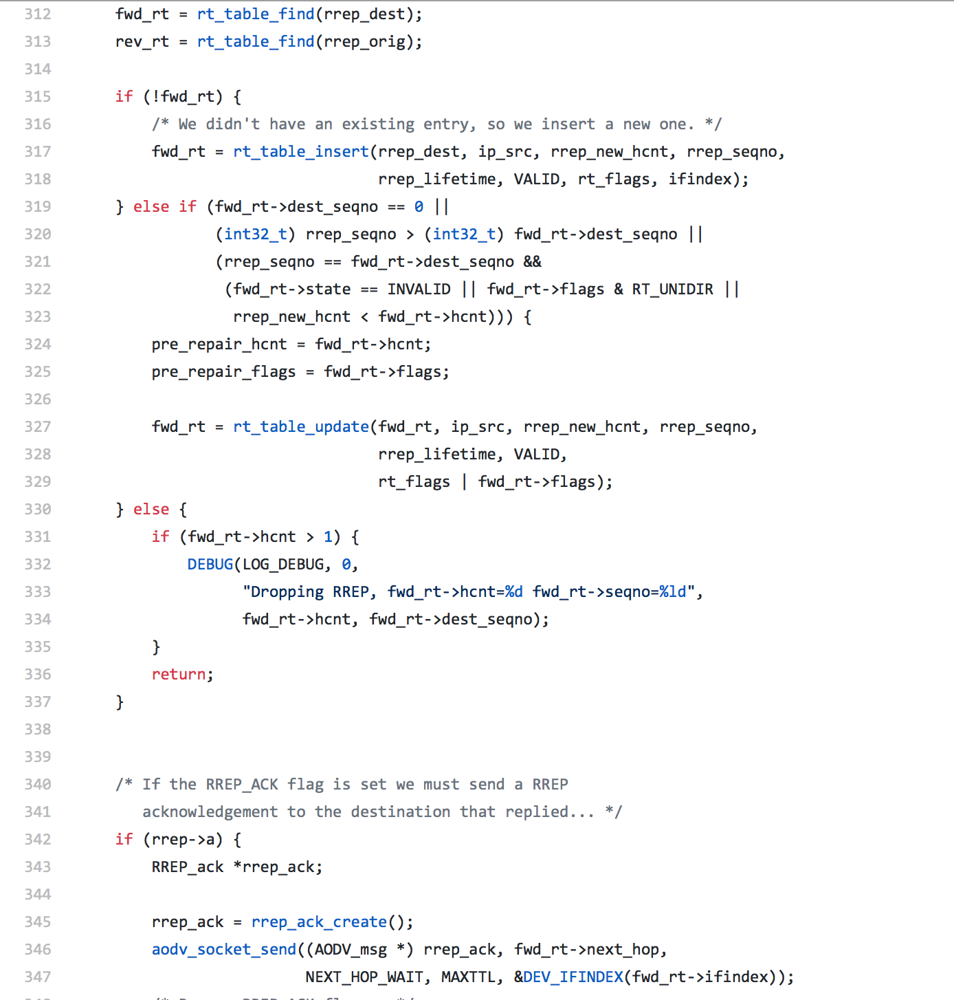 312 fwd_rt = rt_table_find(rrep_dest);
313 rev_rt = rt_table_find(rrep_orig);
314
315 if (!fwd_rt) {
316 /* We didn't have an existing entry, so we insert a new one. */
317 fwd_rt = rt_table_insert(rrep_dest, ip_src, rrep_new_hcnt, rrep_seqno,
318 rrep_lifetime, VALID, rt_flags, ifindex);
319 } else if (fwd_rt->dest_seqno == 0 ||
320 (int32_t) rrep_seqno > (int32_t) fwd_rt->dest_seqno ||
321 (rrep_seqno == fwd_rt->dest_seqno &&
322 (fwd_rt->state == INVALID || fwd_rt->flags & RT_UNIDIR ||
323 rrep_new_hcnt < fwd_rt->hcnt))) {
324 pre_repair_hcnt = fwd_rt->hcnt;
325 pre_repair_flags = fwd_rt->flags;
326
327 fwd_rt = rt_table_update(fwd_rt, ip_src, rrep_new_hcnt, rrep_seqno,
328 rrep_lifetime, VALID,
329 rt_flags | fwd_rt->flags);
330 } else {
331 if (fwd_rt->hcnt > 1) {
332 DEBUG(LOG_DEBUG, 0,
333 "Dropping RREP, fwd_rt->hcnt=%d fwd_rt->seqno=%ld",
334 fwd_rt->hcnt, fwd_rt->dest_seqno);
335 }
336 return;
337 }
338
339
340 /* If the RREP_ACK flag is set we must send a RREP
341 acknowledgement to the destination that replied... */
342 if (rrep->a) {
343 RREP_ack *rrep_ack;
344
345 rrep_ack = rrep_ack_create();
346 aodv_socket_send((AODV_msg *) rrep_ack, fwd_rt->next_hop,
347 NEXT_HOP_WAIT, MAXTTL, &DEV_IFINDEX(fwd_rt->ifindex));